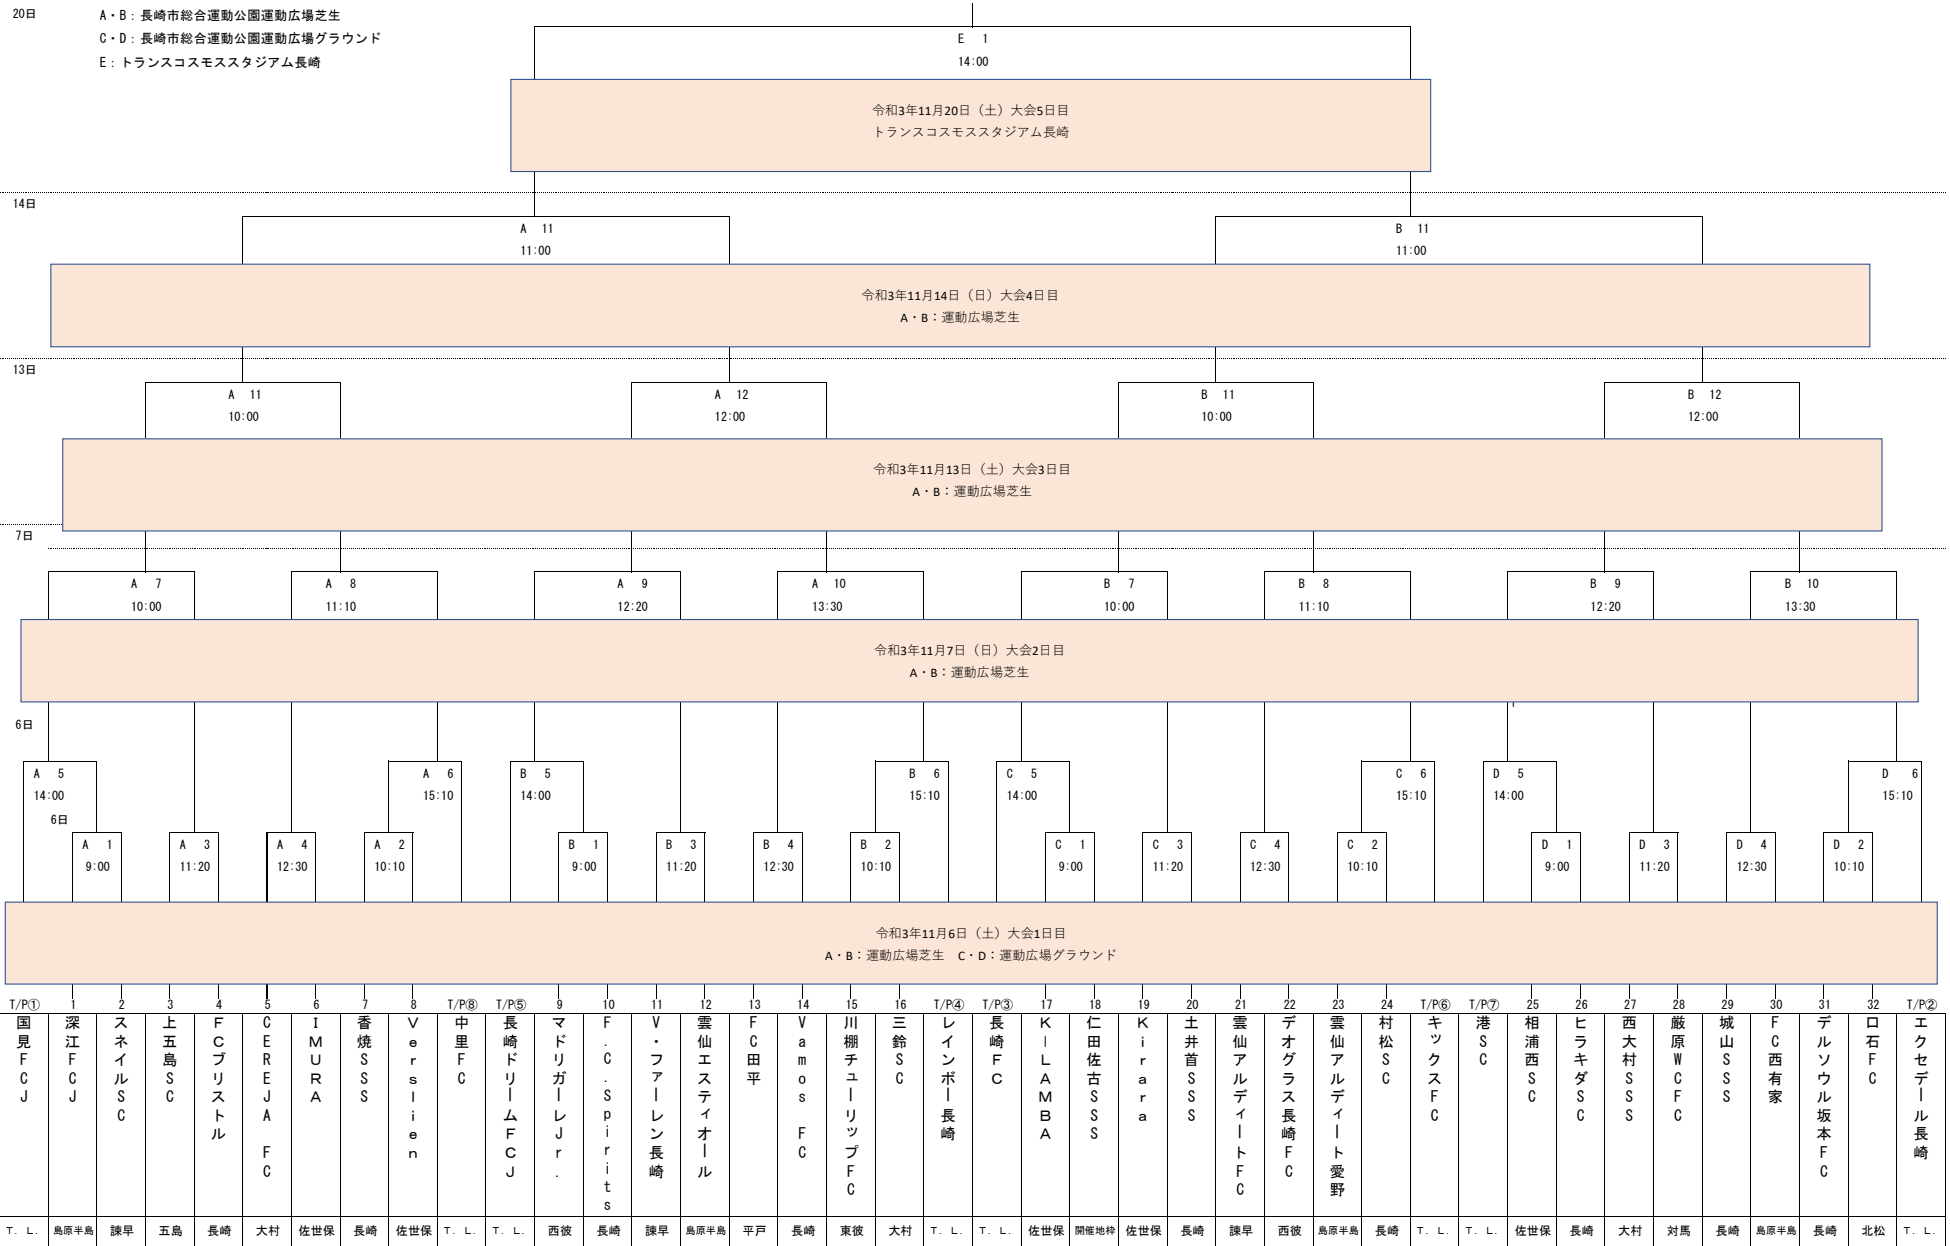 20日
A・B：長崎市総合運動公園運動広場芝生
C・D：長崎市総合運動公園運動広場グラウンド
E：トランスコスモススタジアム長崎
E 1
14:00
令和3年11月20日（土）大会5日目
トランスコスモススタジアム長崎
14日
A 11
11:00
B 11
11:00
令和3年11月14日（日）大会4日目
A・B：運動広場芝生
13日
A 11
10:00
A 12
12:00
B 11
10:00
B 12
12:00
令和3年11月13日（土）大会3日目
A・B：運動広場芝生
7日
A 7
10:00
A 8
11:10
A 9
12:20
A 10
13:30
B 7
10:00
B 8
11:10
B 9
12:20
B 10
13:30
令和3年11月7日（日）大会2日目
A・B：運動広場芝生
6日
A 5
14:00
A 6
15:10
B 5
14:00
B 6
15:10
C 5
14:00
C 6
15:10
D 5
14:00
D 6
15:10
6日
A 1
9:00
A 3
11:20
A 4
12:30
A 2
10:10
B 1
9:00
B 3
11:20
B 4
12:30
B 2
10:10
C 1
9:00
C 3
11:20
C 4
12:30
C 2
10:10
D 1
9:00
D 3
11:20
D 4
12:30
D 2
10:10
令和3年11月6日（土）大会1日目
A・B：運動広場芝生　C・D：運動広場グラウンド
T/P① 1 2 3 4 5 6 7 8 T/P⑧ T/P⑤ 9 10 11 12 13 14 15 16 T/P④ T/P③ 17 18 19 20 21 22 23 24 T/P⑥ T/P⑦ 25 26 27 28 29 30 31 32 T/P②
国見FCJ
深江FCJ
スネイルSC
上五島SC
FCブリストル
CEREJA FC
IMURA
香焼SSS
Verslien
中里FC
長崎ドリームFCJ
マドリガーレJr.
F.C.Spirits
V・ファーレン長崎
雲仙エスティオール
FC田平
Vamos FC
川棚チューリップFC
三鈴SC
レインボー長崎
長崎FC
K－LAMBA
仁田佐古SSS
Kirara
土井首SSS
雲仙アルディートFC
デオグラス長崎FC
雲仙アルディート愛野
村松SC
キックスFC
港SC
相浦西SC
ヒラキダSC
西大村SSS
厳原WCFC
城山SSS
FC西有家
デルソウル坂本FC
口石FC
エクセデール長崎
T. L. 島原半島 諫早 五島 長崎 大村 佐世保 長崎 佐世保 T. L. T. L. 西彼 長崎 諫早 島原半島 平戸 長崎 東彼 大村 T. L. T. L. 佐世保 開催地枠 佐世保 長崎 諫早 西彼 島原半島 長崎 T. L. T. L. 佐世保 長崎 大村 対馬 長崎 島原半島 長崎 北松 T. L.